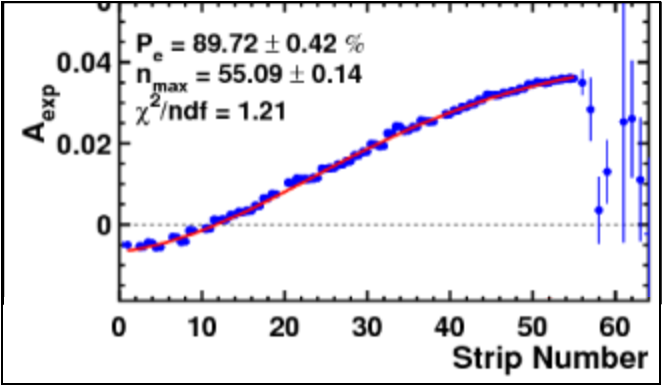 P_e = 89.72 ± 0.42 %
n_max = 55.09 ± 0.14
χ²/ndf = 1.21
A_exp
0.04
0.02
0
0 10 20 30 40 50 60
Strip Number